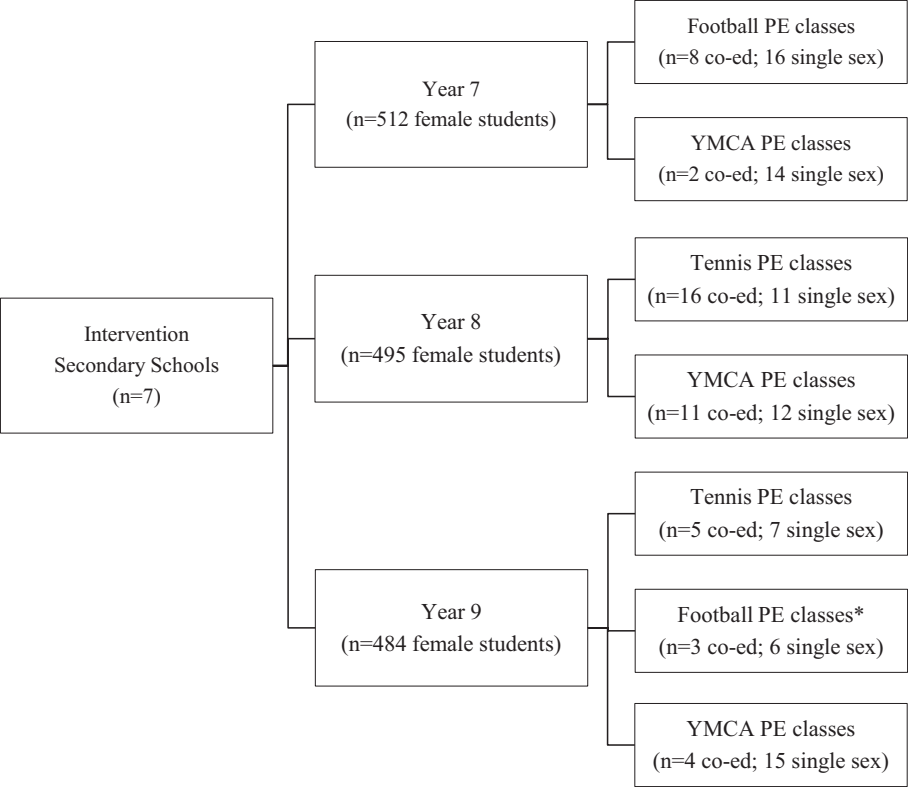 Intervention
Secondary Schools
(n=7)
Year 7
(n=512 female students)
Football PE classes
(n=8 co-ed; 16 single sex)
YMCA PE classes
(n=2 co-ed; 14 single sex)
Year 8
(n=495 female students)
Tennis PE classes
(n=16 co-ed; 11 single sex)
YMCA PE classes
(n=11 co-ed; 12 single sex)
Year 9
(n=484 female students)
Tennis PE classes
(n=5 co-ed; 7 single sex)
Football PE classes*
(n=3 co-ed; 6 single sex)
YMCA PE classes
(n=4 co-ed; 15 single sex)